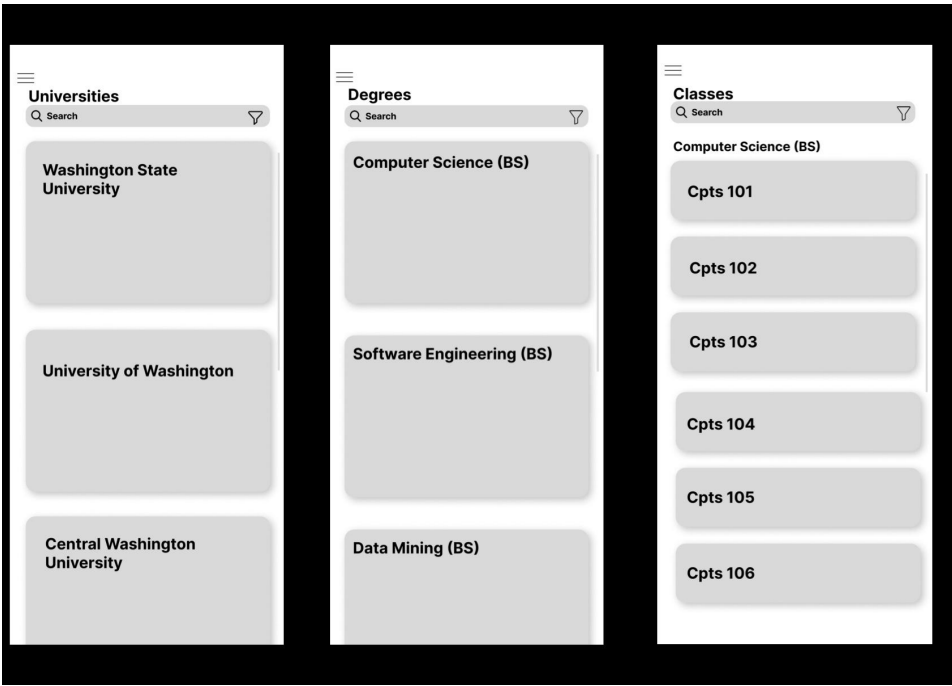 Universities
Search
Washington State
University
University of Washington
Central Washington
University
Degrees
Search
Computer Science (BS)
Software Engineering (BS)
Data Mining (BS)
Classes
Search
Computer Science (BS)
Cpts 101
Cpts 102
Cpts 103
Cpts 104
Cpts 105
Cpts 106